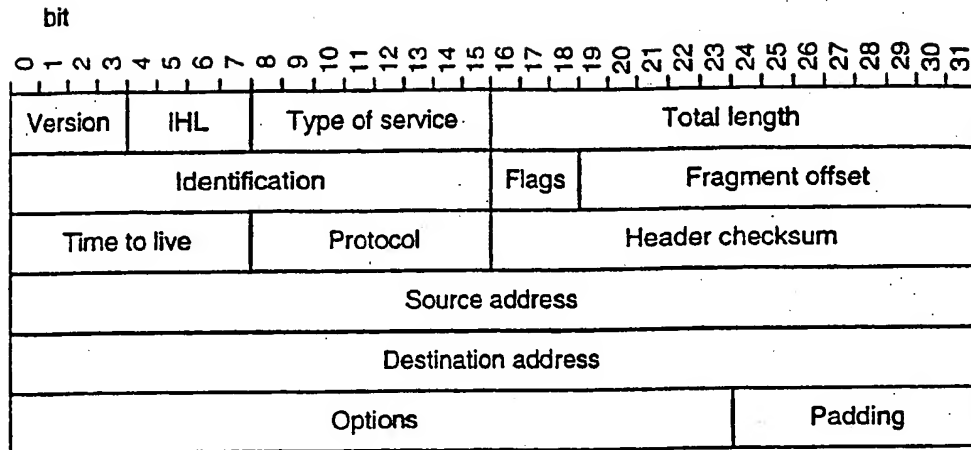 bit
0 1 2 3 4 5 6 7 8 9 10 11 12 13 14 15 16 17 18 19 20 21 22 23 24 25 26 27 28 29 30 31
Version IHL Type of service Total length
Identification Flags Fragment offset
Time to live Protocol Header checksum
Source address
Destination address
Options Padding